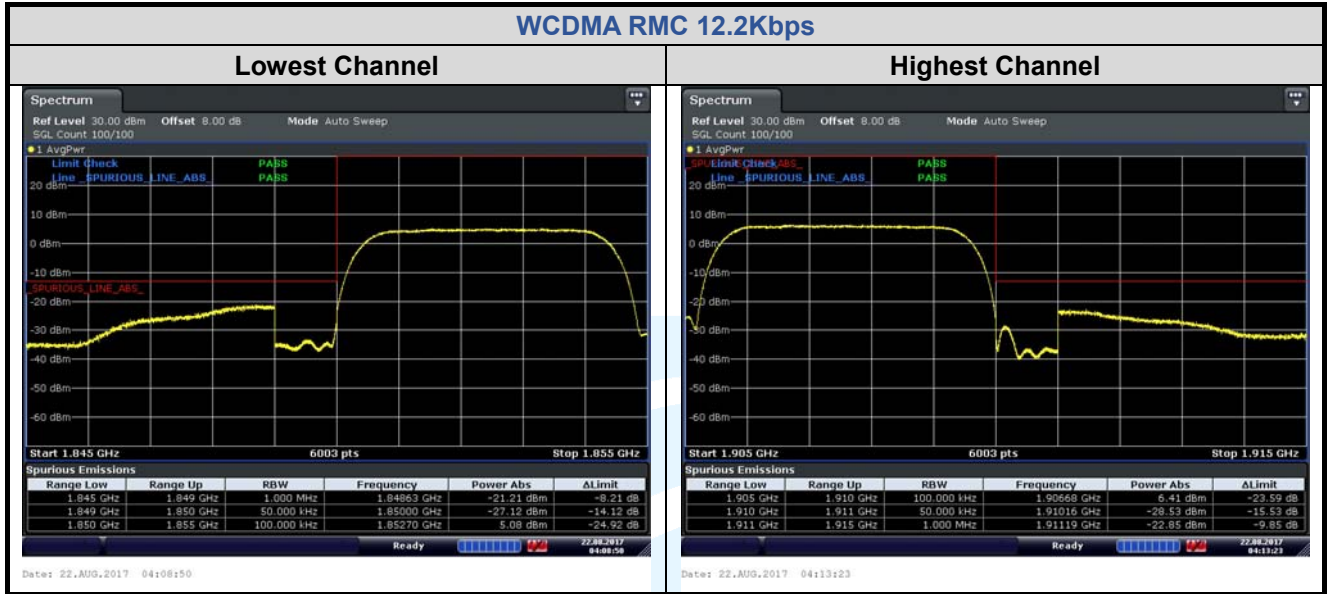 WCDMA RMC 12.2Kbps
Lowest Channel
Highest Channel
Spectrum
Ref Level 30.00 dBm Offset 8.00 dB Mode Auto Sweep
SGL Count 100/100
1 AvgPwr
Limit Check PASS
Line _SPURIOUS_LINE_ABS_ PASS
20 dBm
10 dBm
0 dBm
-10 dBm
_SPURIOUS_LINE_ABS_
-20 dBm
-30 dBm
-40 dBm
-50 dBm
-60 dBm
Start 1.845 GHz 6003 pts Stop 1.855 GHz
Spurious Emissions
Range Low Range Up RBW Frequency Power Abs ΔLimit
1.845 GHz 1.849 GHz 1.000 MHz 1.84863 GHz -21.21 dBm -8.21 dB
1.849 GHz 1.850 GHz 50.000 kHz 1.85000 GHz -27.12 dBm -14.12 dB
1.850 GHz 1.855 GHz 100.000 kHz 1.85270 GHz 5.08 dBm -24.92 dB
Ready 22.08.2017
04:08:50
Date: 22.AUG.2017 04:08:50
Spectrum
Ref Level 30.00 dBm Offset 8.00 dB Mode Auto Sweep
SGL Count 100/100
1 AvgPwr
_SPURIOUS_LINE_ABS_
Limit Check PASS
Line _SPURIOUS_LINE_ABS_ PASS
20 dBm
10 dBm
0 dBm
-10 dBm
-20 dBm
-30 dBm
-40 dBm
-50 dBm
-60 dBm
Start 1.905 GHz 6003 pts Stop 1.915 GHz
Spurious Emissions
Range Low Range Up RBW Frequency Power Abs ΔLimit
1.905 GHz 1.910 GHz 100.000 kHz 1.90668 GHz 6.41 dBm -23.59 dB
1.910 GHz 1.911 GHz 50.000 kHz 1.91016 GHz -28.53 dBm -15.53 dB
1.911 GHz 1.915 GHz 1.000 MHz 1.91119 GHz -22.85 dBm -9.85 dB
Ready 22.08.2017
04:13:23
Date: 22.AUG.2017 04:13:23